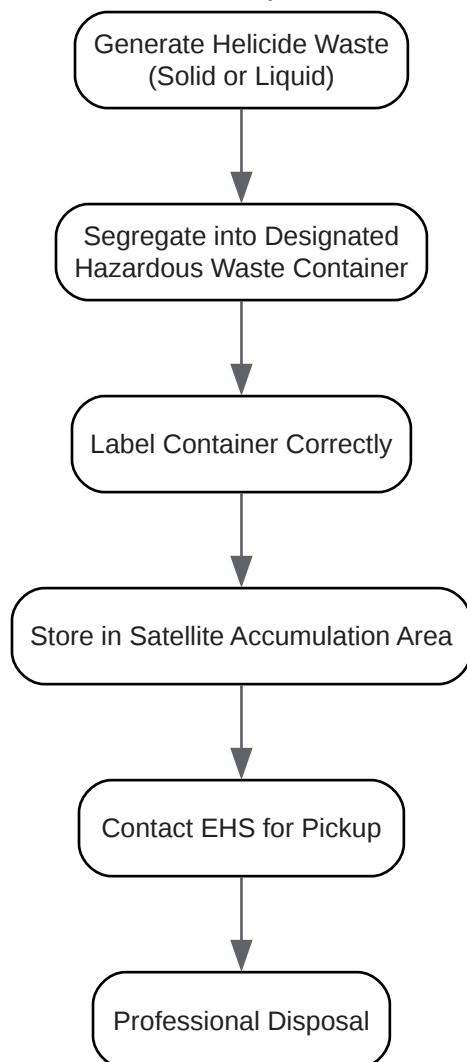 Generate Helicide Waste
(Solid or Liquid)
Segregate into Designated
Hazardous Waste Container
Label Container Correctly
Store in Satellite Accumulation Area
Contact EHS for Pickup
Professional Disposal